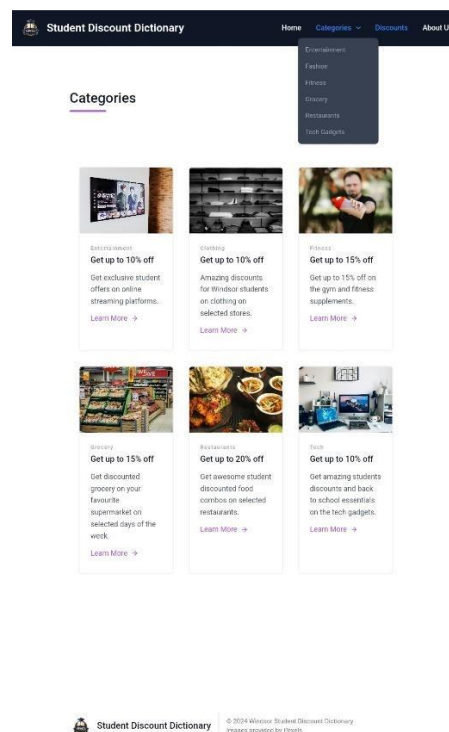 Student Discount Dictionary
Home Categories Discounts About U
Entertainment
Fashion
Fitness
Grocery
Restaurants
Tech Gadgets
Categories
Entertainment
Get up to 10% off
Get exclusive student
offers on online
streaming platforms.
Learn More →
Clothing
Get up to 10% off
Amazing discounts
for Windsor students
on clothing on
selected stores.
Learn More →
Fitness
Get up to 15% off
Get up to 15% off on
the gym and fitness
supplements.
Learn More →
SAVE
Grocery
Get up to 15% off
Get discounted
grocery on your
favourite
supermarket on
selected days of the
week.
Learn More →
Restaurants
Get up to 20% off
Get awesome student
discounted food
combos on selected
restaurants.
Learn More →
Tech
Get up to 10% off
Get amazing students
discounts and back
to school essentials
on the tech gadgets.
Learn More →
Student Discount Dictionary
© 2024 Windsor Student Discount Dictionary
Images provided by Pexels